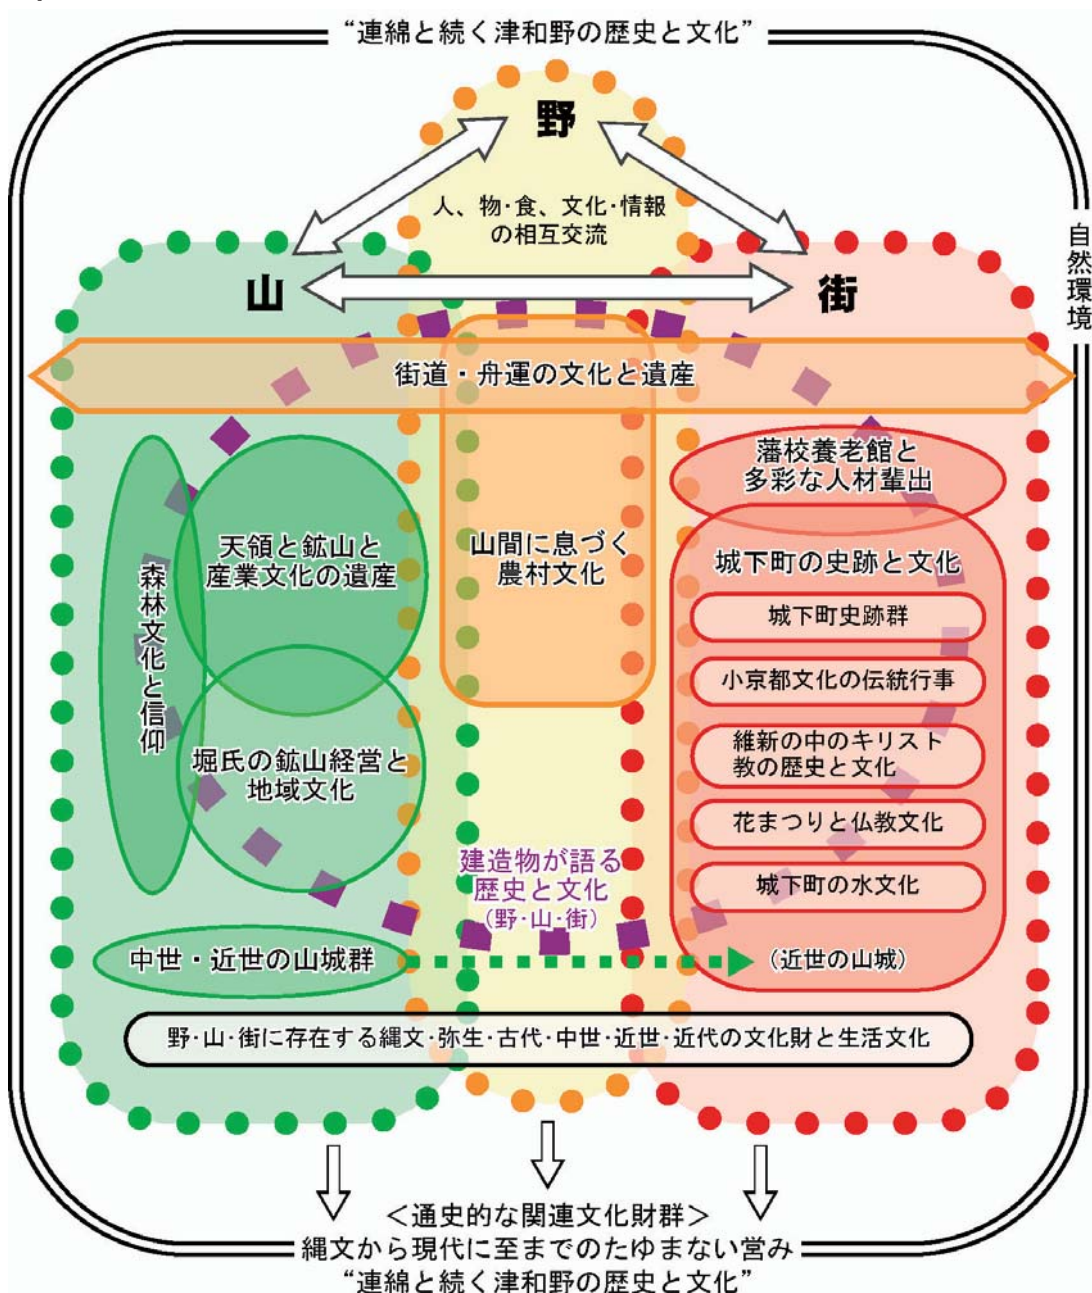 “連綿と続く津和野の歴史と文化”
野
人、物・食、文化・情報
の相互交流
自然環境
山
街
街道・舟運の文化と遺産
藩校養老館と
多彩な人材輩出
天領と鉱山と
産業文化の遺産
山間に息づく
農村文化
森林文化と信仰
城下町の史跡と文化
城下町史跡群
小京都文化の伝統行事
堀氏の鉱山経営と
地域文化
維新の中のキリスト
教の歴史と文化
花まつりと仏教文化
建造物が語る
歴史と文化
（野・山・街）
城下町の水文化
中世・近世の山城群
（近世の山城）
野・山・街に存在する縄文・弥生・古代・中世・近世・近代の文化財と生活文化
＜通史的な関連文化財群＞
縄文から現代に至までのたゆまない営み
“連綿と続く津和野の歴史と文化”